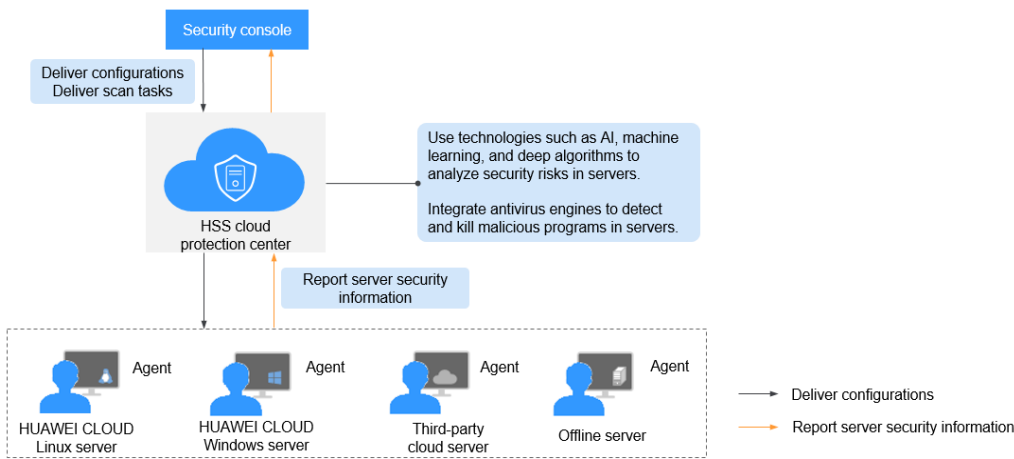 Security console
Deliver configurations
Deliver scan tasks
Use technologies such as AI, machine
learning, and deep algorithms to
analyze security risks in servers.
Integrate antivirus engines to detect
and kill malicious programs in servers.
HSS cloud
protection center
Report server security
information
Agent
Agent
Agent
Agent
HUAWEI CLOUD
Linux server
HUAWEI CLOUD
Windows server
Third-party
cloud server
Offline server
Deliver configurations
Report server security information